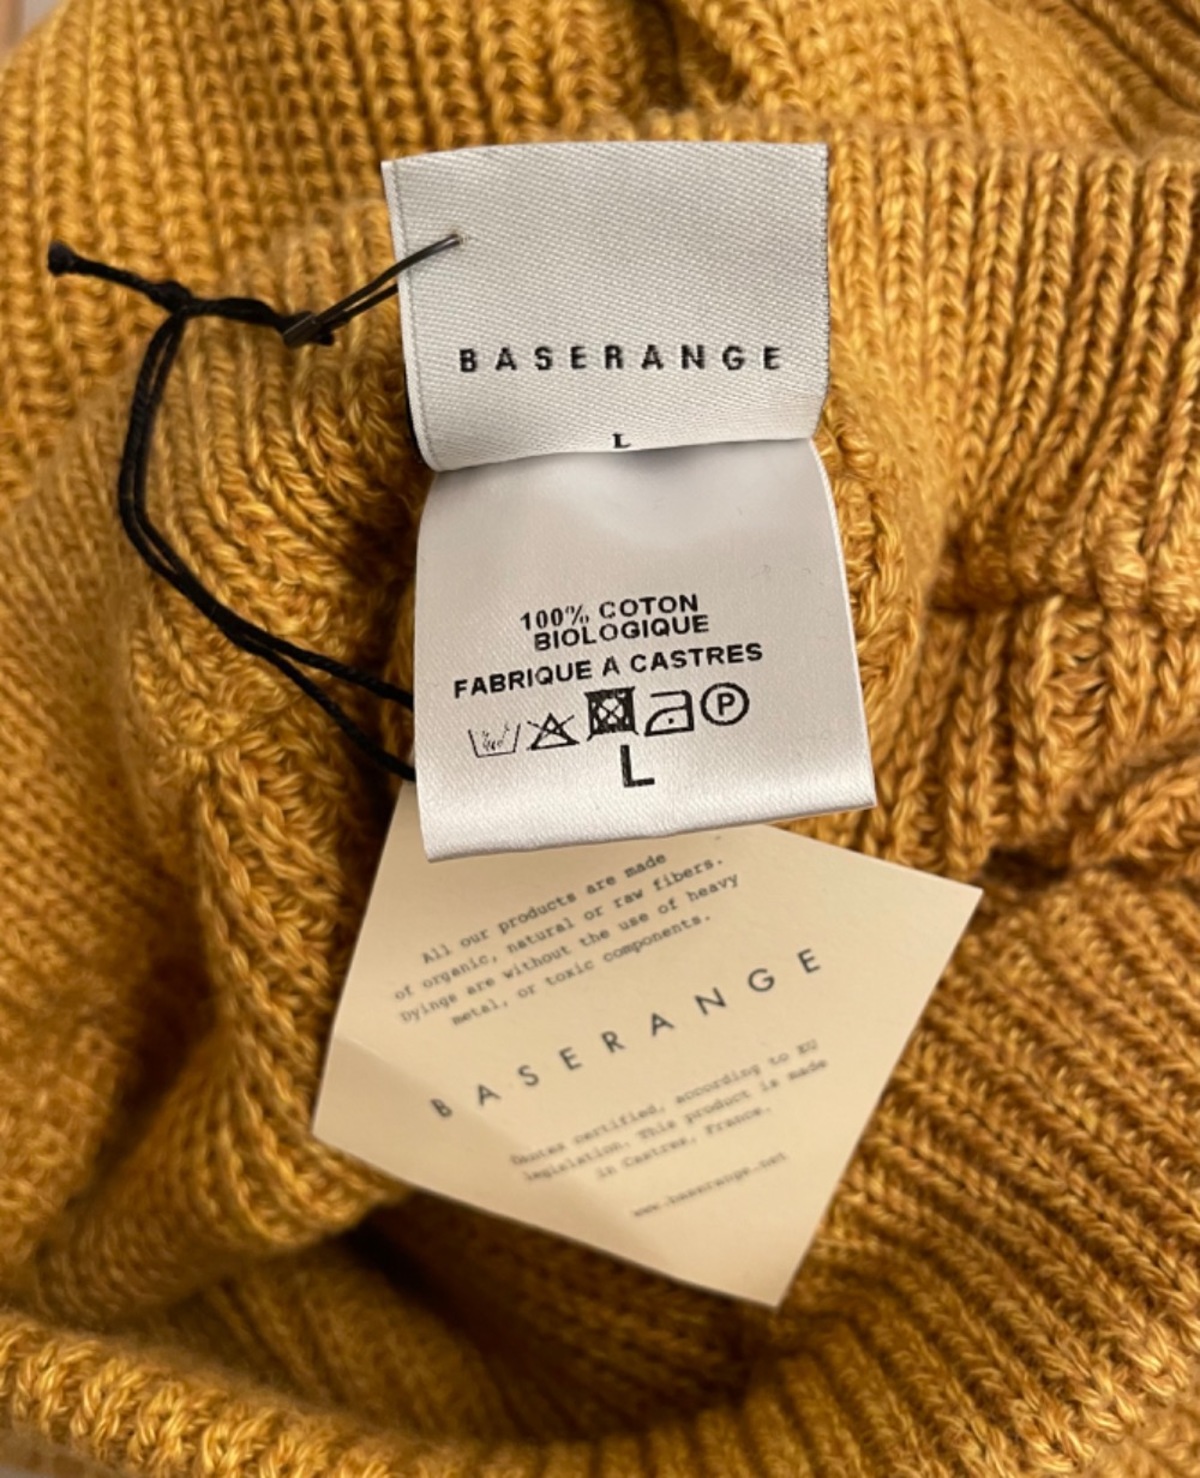 BASERANGE
L
100% COTON
BIOLOGIQUE
FABRIQUE A CASTRES
P
L
All our products are made
of organic, natural or raw fibers.
Dyings are without the use of heavy
metal, or toxic components.
BASERANGE
certified, according to EU
legislation. This product is made
in Castres, France.
www.baserange.net